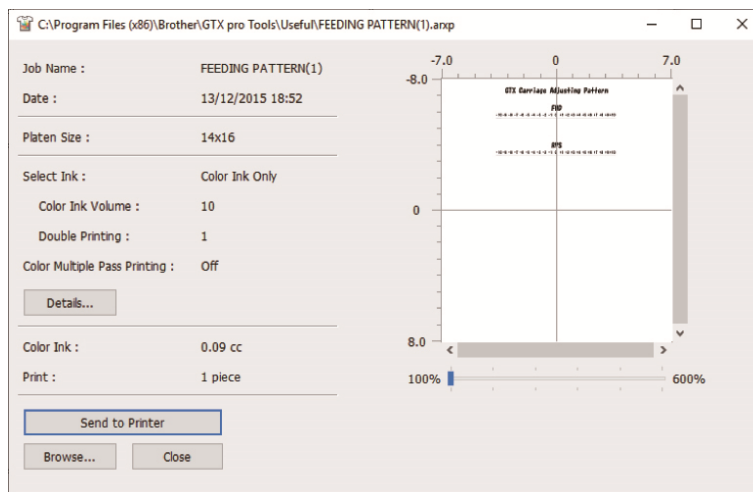 C:\Program Files (x86)\Brother\GTX pro Tools\Useful\FEEDING PATTERN(1).arxp
Job Name : FEEDING PATTERN(1)
Date : 13/12/2015 18:52
Platen Size : 14x16
Select Ink : Color Ink Only
Color Ink Volume : 10
Double Printing : 1
Color Multiple Pass Printing : Off
Details...
Color Ink : 0.09 cc
Print : 1 piece
Send to Printer
Browse...
Close
-7.0 0 7.0
-8.0
GTX Carriage Adjusting Pattern
FWD
0
8.0
100% 600%